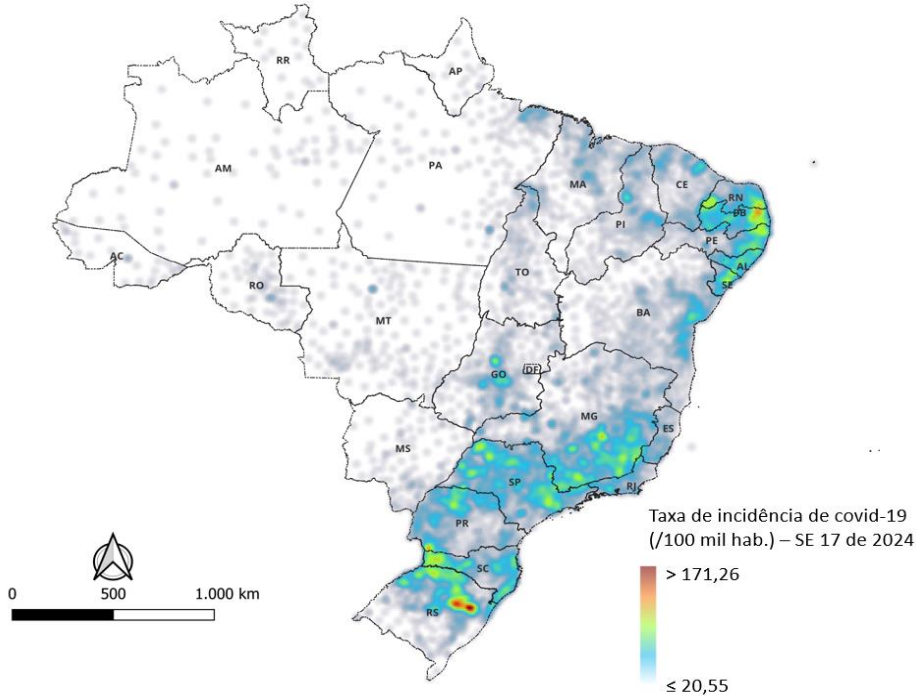 RR
AP
AM
PA
MA
CE
RN
PB
PI
PE
AC
AL
TO
SE
RO
BA
MT
DF
GO
MG
ES
MS
SP
RJ
PR
Taxa de incidência de covid-19
(/100 mil hab.) – SE 17 de 2024
SC
> 171,26
0 500 1.000 km
RS
≤ 20,55